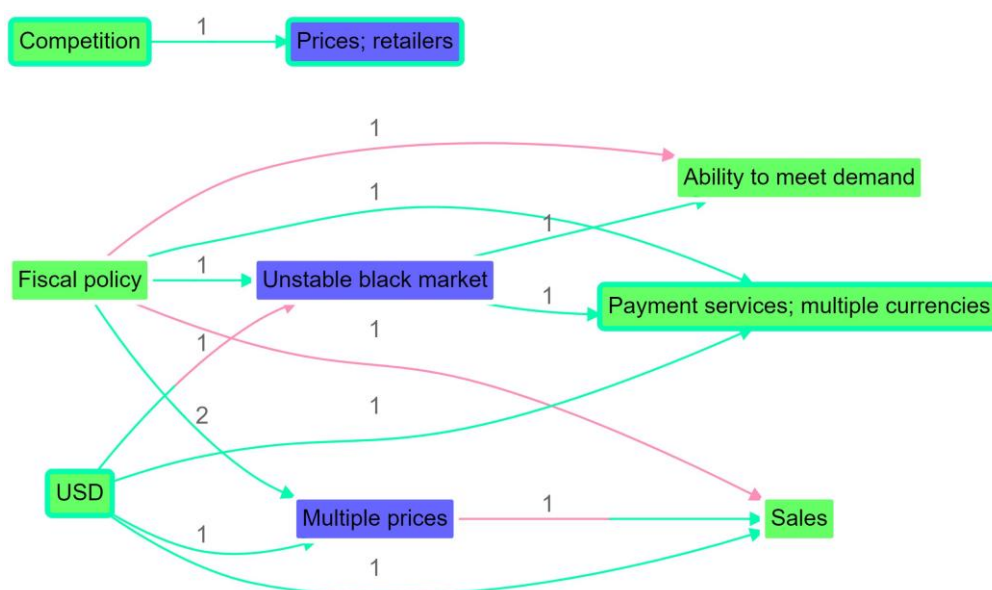 Competition
1
Prices; retailers
1
Ability to meet demand
1
1
Fiscal policy
1
Unstable black market
1
Payment services; multiple currencies
1
1
1
2
USD
Multiple prices
1
Sales
1
1